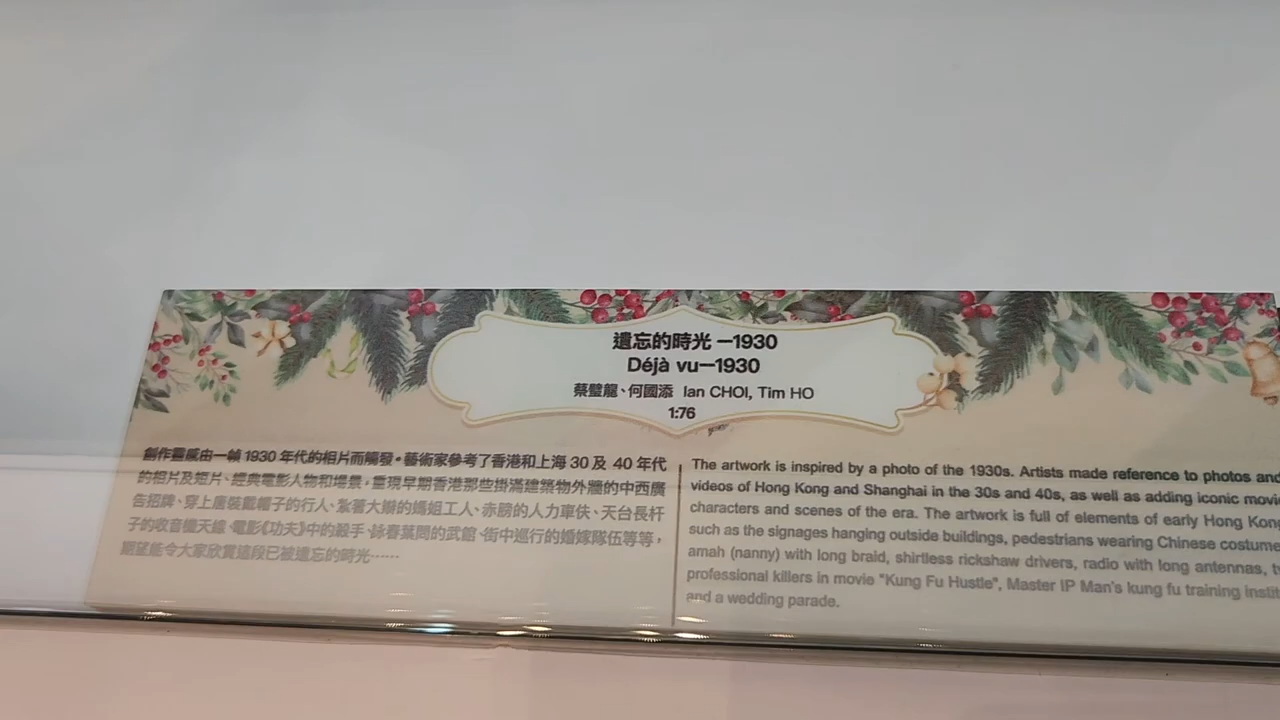 遺忘的時光 —1930
Déjà vu—1930
蔡璧龍、何國添 Ian CHOI, Tim HO
1:76
創作靈感由一幀 1930 年代的相片而觸發。藝術家參考了香港和上海 30 及 40 年代
的相片及短片、經典電影人物和場景，重現早期香港那些掛滿建築物外牆的中西廣
告招牌、穿上唐裝戴帽子的行人、紮著大辮的媽姐工人、赤膊的人力車伕、天台長杆
子的收音機天線、電影《功夫》中的殺手、詠春葉問的武館、街中巡行的婚嫁隊伍等等，
期望能令大家欣賞這段已被遺忘的時光……
The artwork is inspired by a photo of the 1930s. Artists made reference to photos and
videos of Hong Kong and Shanghai in the 30s and 40s, as well as adding iconic movi
characters and scenes of the era. The artwork is full of elements of early Hong Kong
such as the signages hanging outside buildings, pedestrians wearing Chinese costume
amah (nanny) with long braid, shirtless rickshaw drivers, radio with long antennas, t
professional killers in movie "Kung Fu Hustle", Master IP Man's kung fu training instit
and a wedding parade.